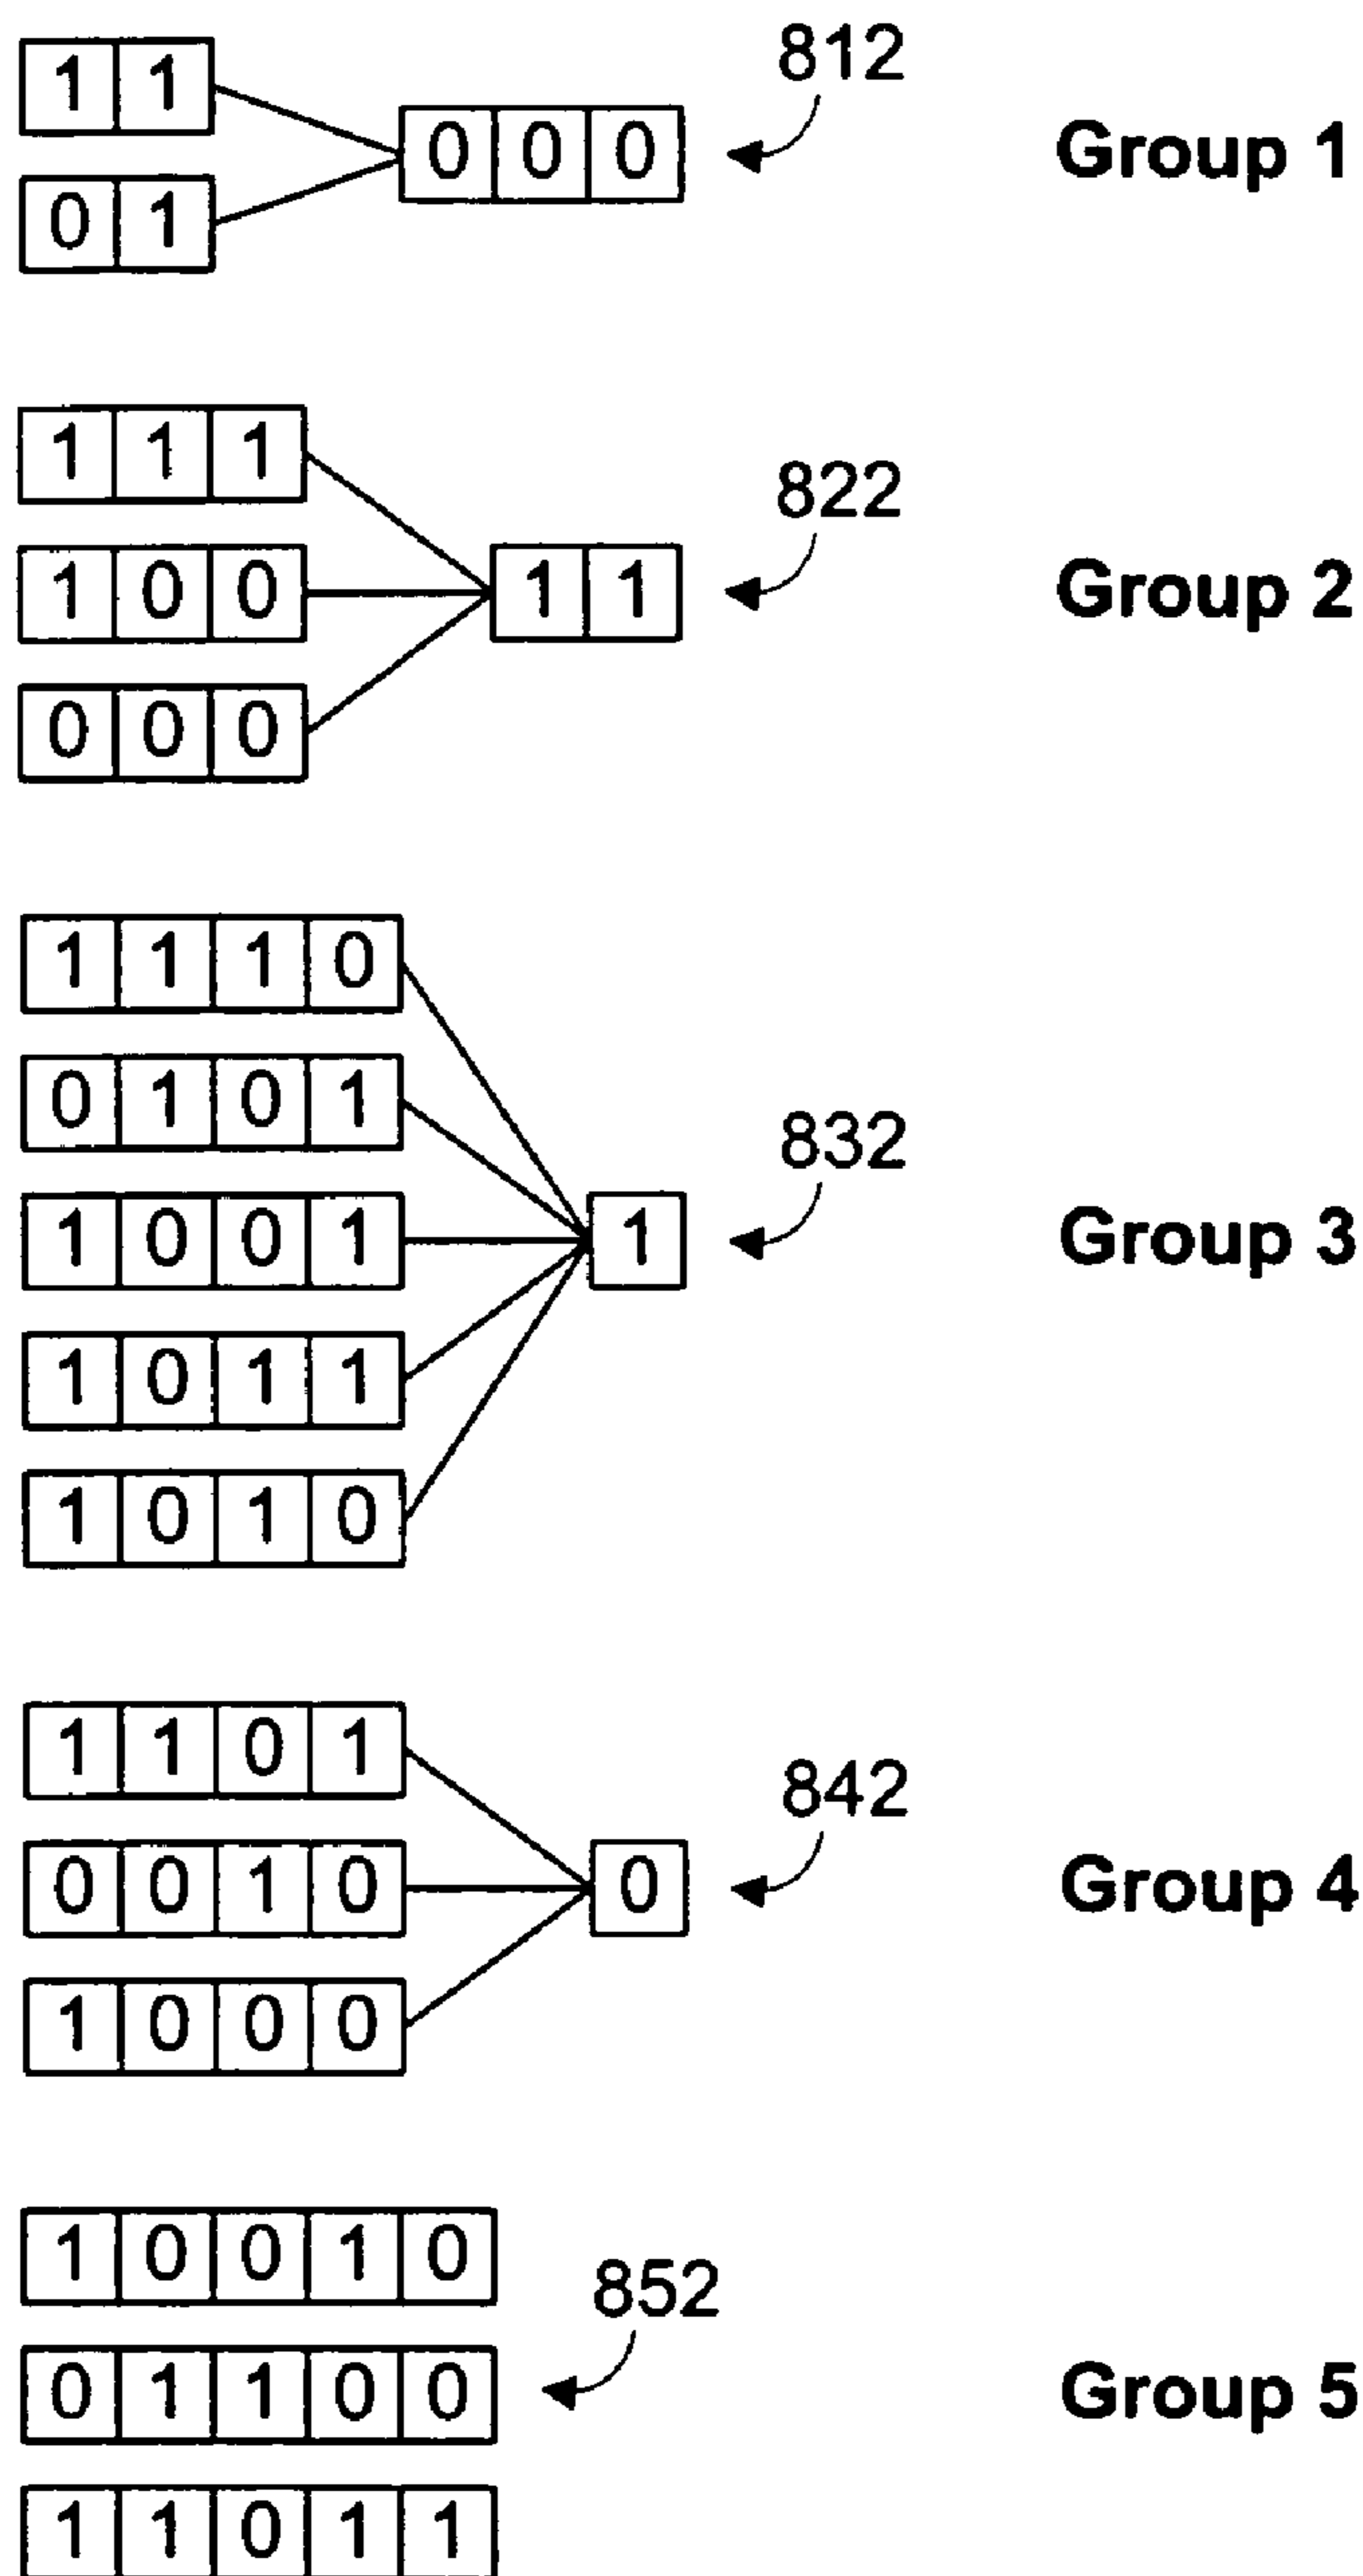 812
1 1
0 0 0
Group 1
0 1
1 1 1
822
1 0 0
1 1
Group 2
0 0 0
1 1 1 0
0 1 0 1
832
1 0 0 1
1
Group 3
1 0 1 1
1 0 1 0
1 1 0 1
842
0 0 1 0
0
Group 4
1 0 0 0
1 0 0 1 0
852
0 1 1 0 0
Group 5
1 1 0 1 1